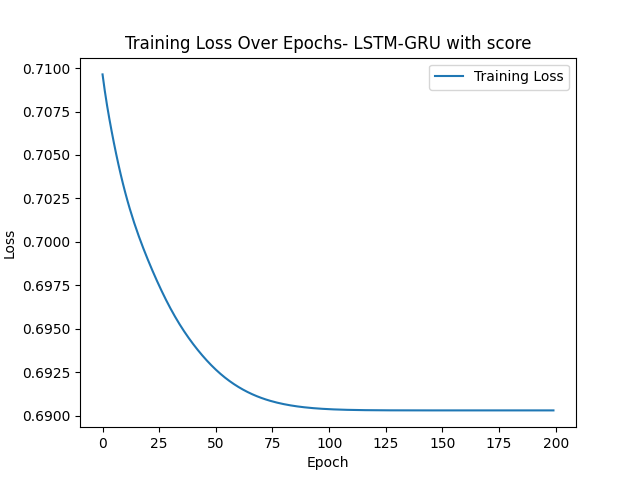 Training Loss Over Epochs- LSTM-GRU with score
Training Loss
0.7100
0.7075
0.7050
0.7025
0.7000
0.6975
0.6950
0.6925
0.6900
Loss
0 25 50 75 100 125 150 175 200
Epoch